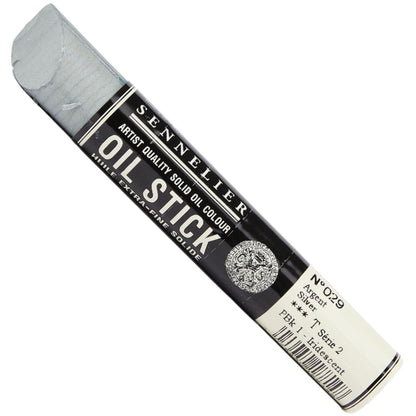 SENNELIER
ARTIST QUALITY SOLID OIL COLOUR
OIL STICK
HUILE EXTRA-FINE SOLIDE
N° 029
Argent
Silver
*** T Série 2
PBk 1 - Iridescent